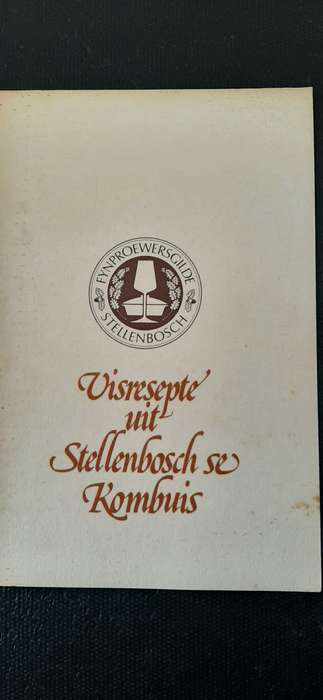 FYNPROEWERSGILDE
STELLENBOSCH
Visresepte
uit
Stellenbosch se
Kombuis